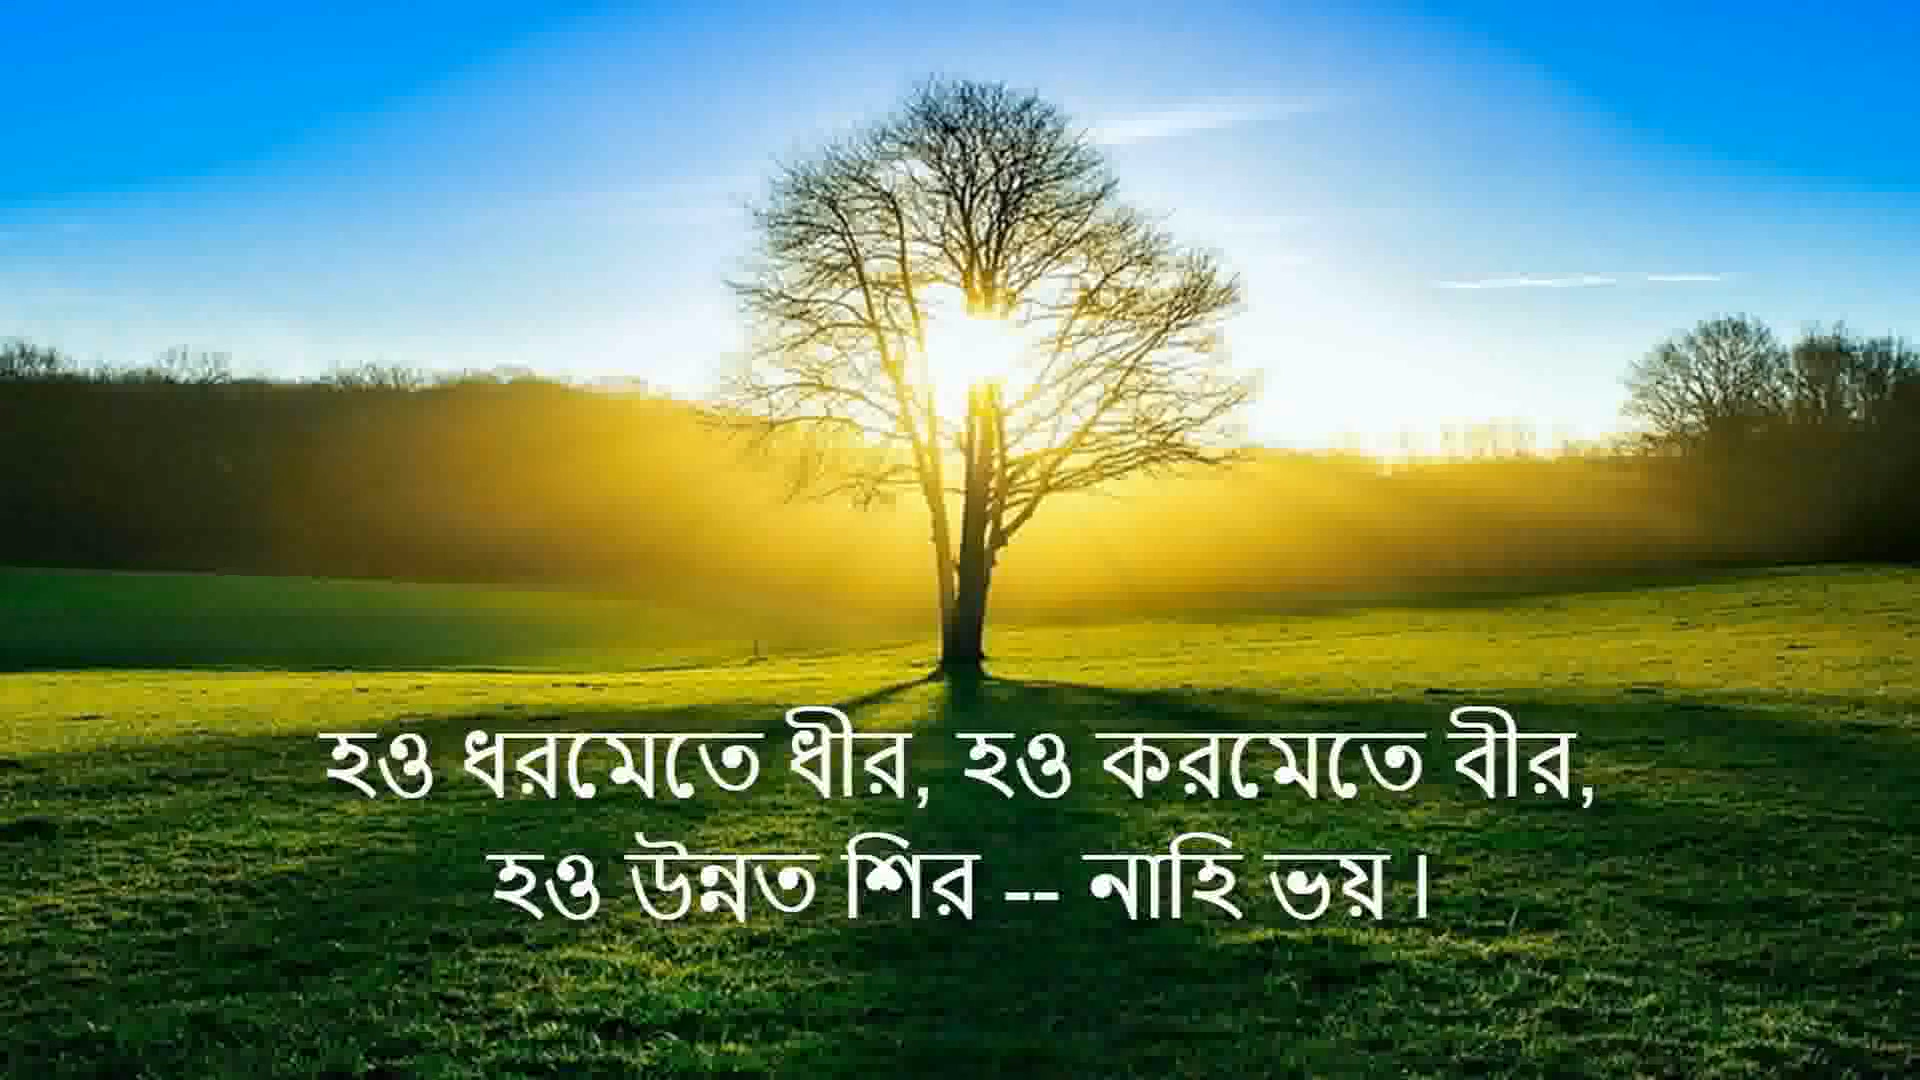 হও ধরমেতে ধীর, হও করমেতে বীর,
হও উন্নত শির -- নাহি ভয়।